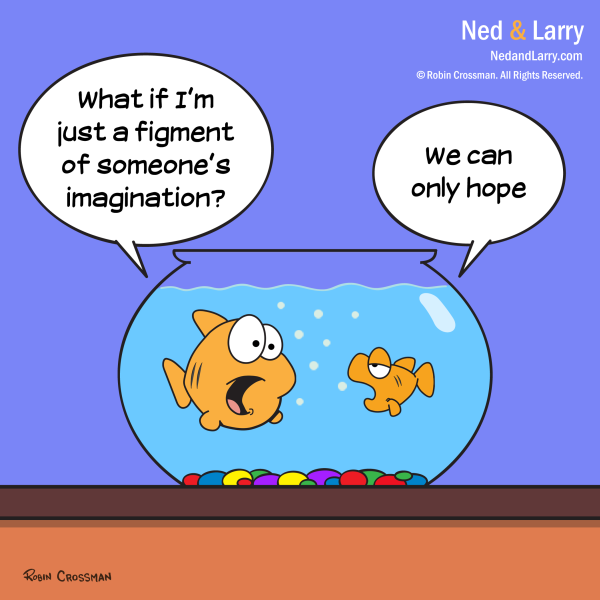 Ned & Larry
NedandLarry.com
© Robin Crossman. All Rights Reserved.
What if I'm
just a figment
of someone's
imagination?
We can
only hope
ROBIN CROSSMAN